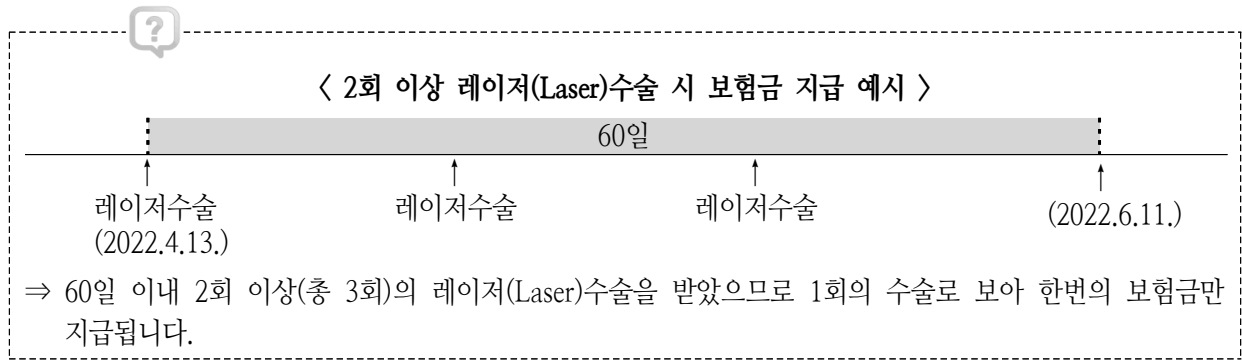 ?
〈 2회 이상 레이저(Laser)수술 시 보험금 지급 예시 〉
60일
레이저수술 레이저수술 레이저수술 (2022.6.11.)
(2022.4.13.)
⇒ 60일 이내 2회 이상(총 3회)의 레이저(Laser)수술을 받았으므로 1회의 수술로 보아 한번의 보험금만
지급됩니다.